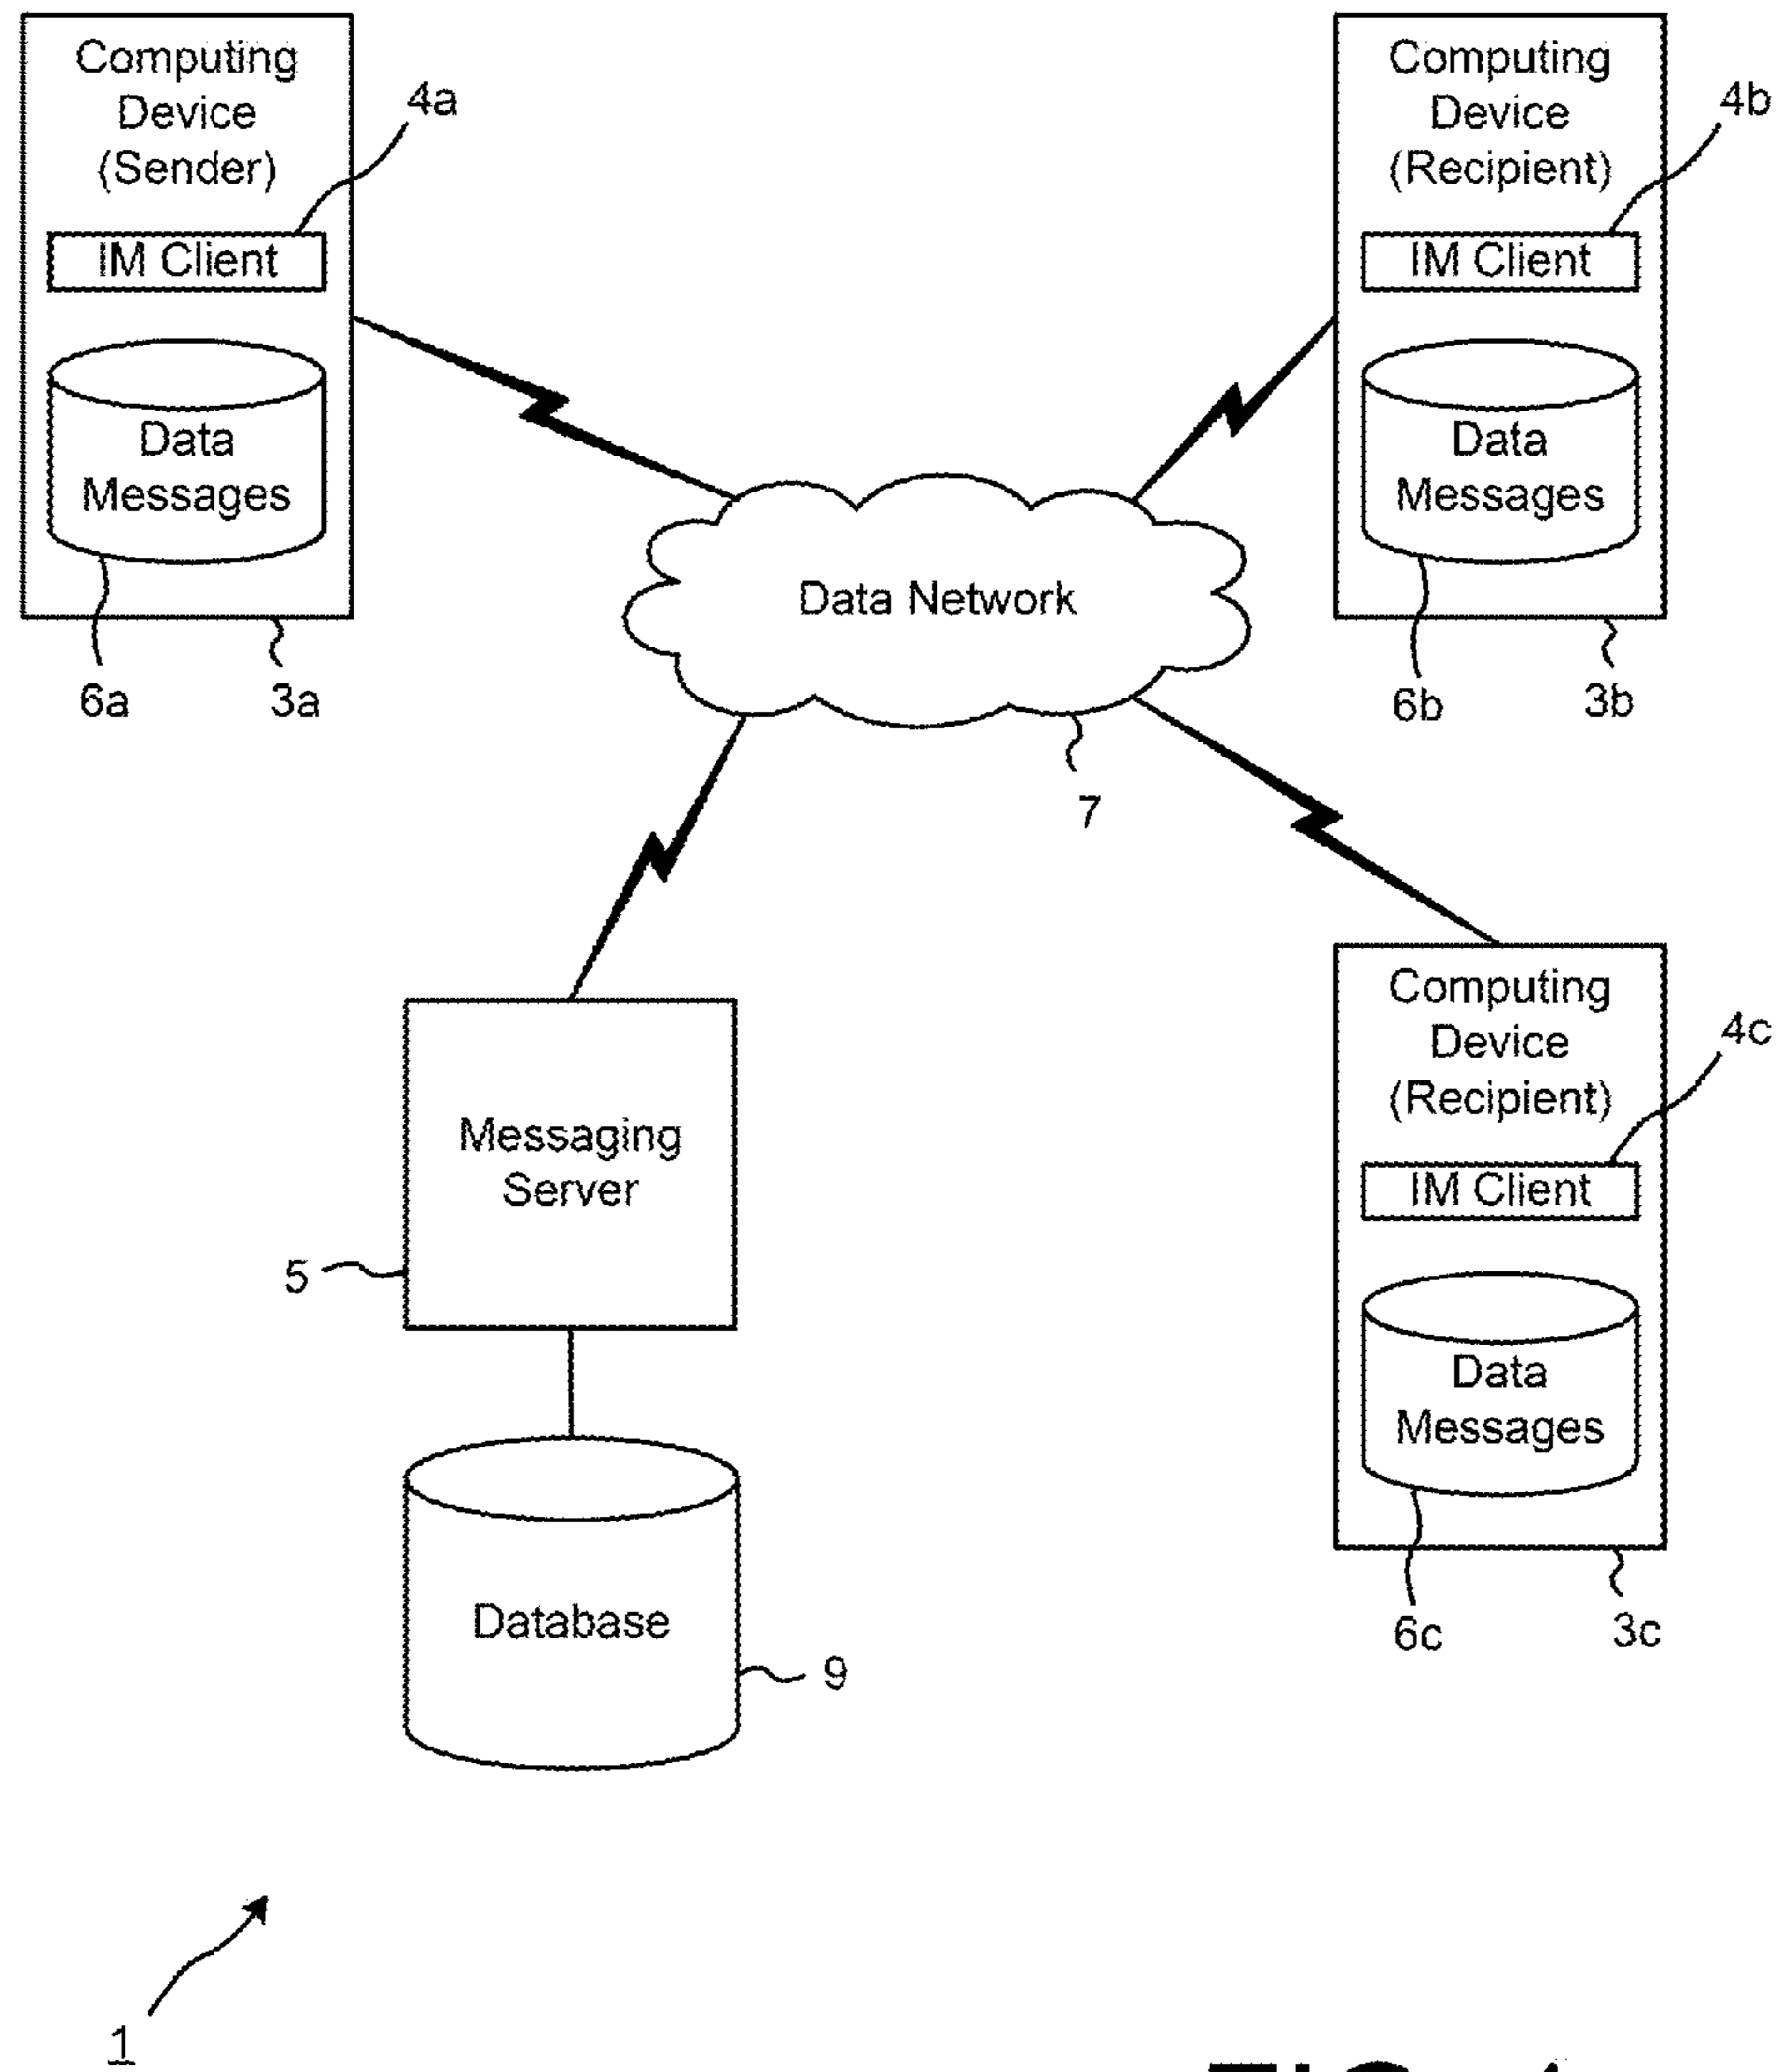 Computing
Device
(Sender)
4a
IM Client
Data
Messages
6a
3a
Computing
Device
(Recipient)
4b
IM Client
Data
Messages
6b
3b
Data Network
7
Messaging
Server
5
Database
9
Computing
Device
(Recipient)
4c
IM Client
Data
Messages
6c
3c
1